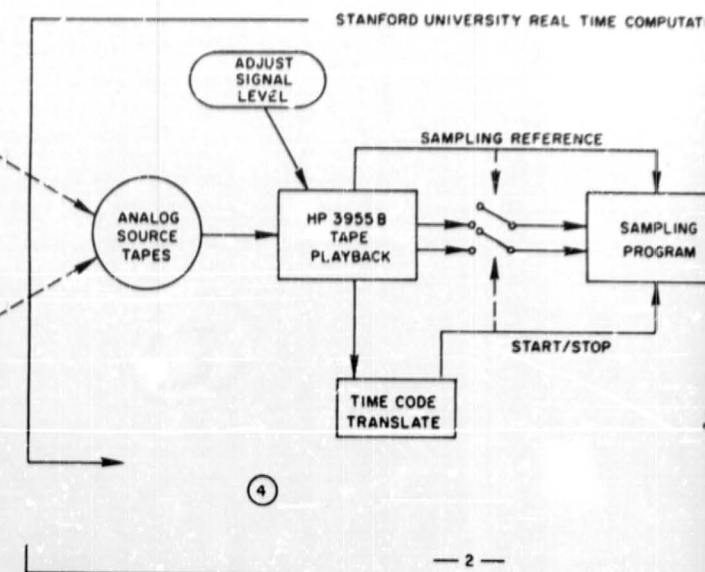 STANFORD UNIVERSITY REAL TIME
ADJUST
SIGNAL
LEVEL
SAMPLING REFERENCE
ANALOG
SOURCE
TAPES
HP 3955 B
TAPE
PLAYBACK
SAMPLING
PROGRAM
START/STOP
TIME CODE
TRANSLATE
4
— 2 —